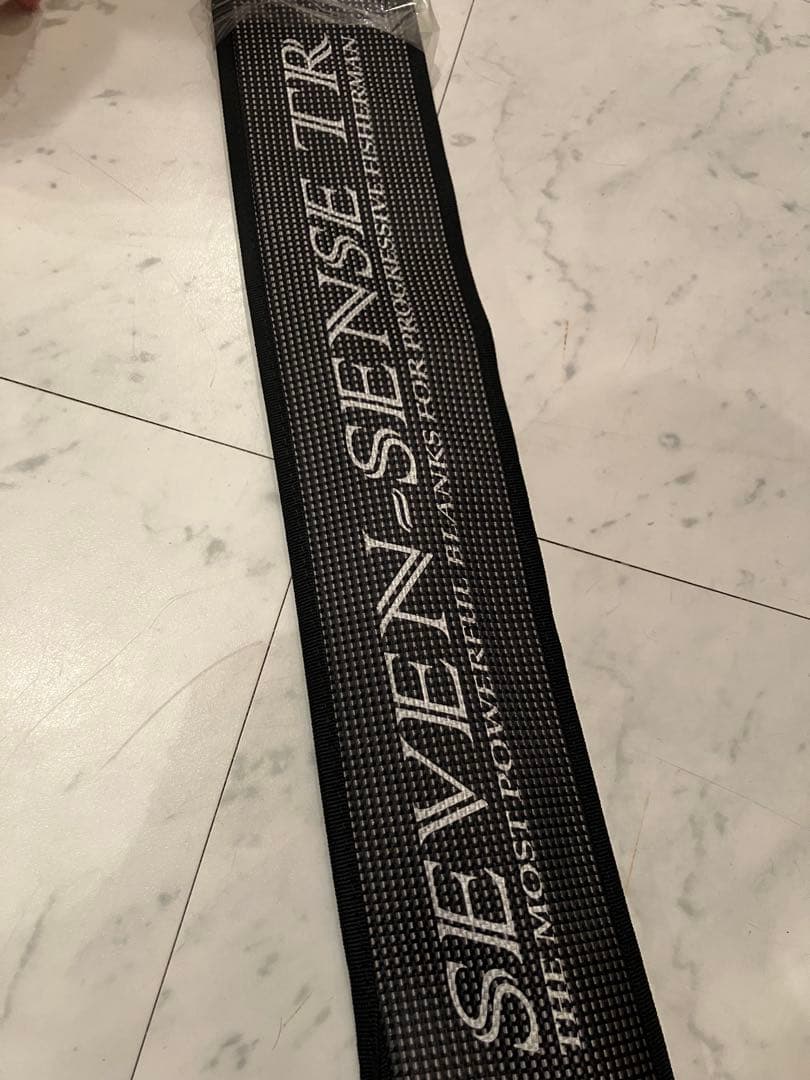 SEVEN-SENSE TR
THE MOST POWERFUL BLANKS FOR PROGRESSIVE FISHERMAN